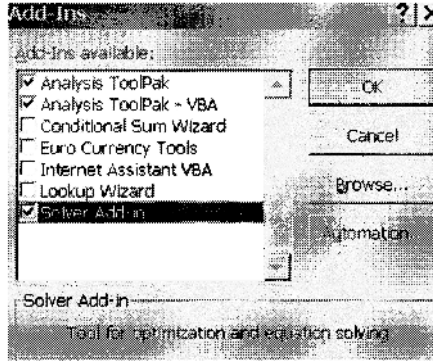 Add-Ins
Add-Ins available:
Analysis ToolPak
Analysis ToolPak - VBA
Conditional Sum Wizard
Euro Currency Tools
Internet Assistant VBA
Lookup Wizard
Solver Add-in
OK
Cancel
Browse...
Automation...
Solver Add-in
Tool for optimization and equation solving